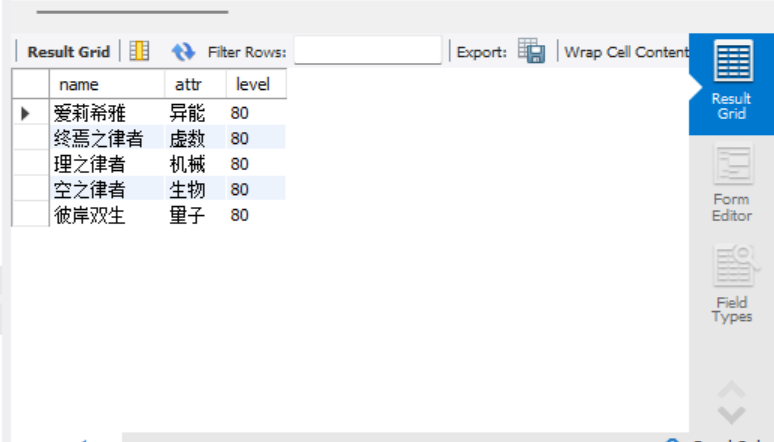 Result Grid Filter Rows: Export: Wrap Cell Content
name attr level
爱莉希雅 异能 80
终焉之律者 虚数 80
理之律者 机械 80
空之律者 生物 80
彼岸双生 量子 80
Result
Grid
Form
Editor
Field
Types